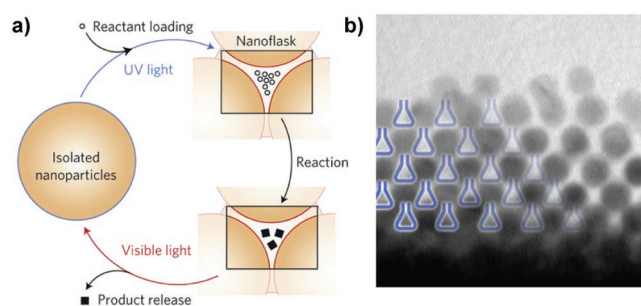 a)
Reactant loading
Nanoflask
UV light
Isolated
nanoparticles
Reaction
Visible light
Product release
b)